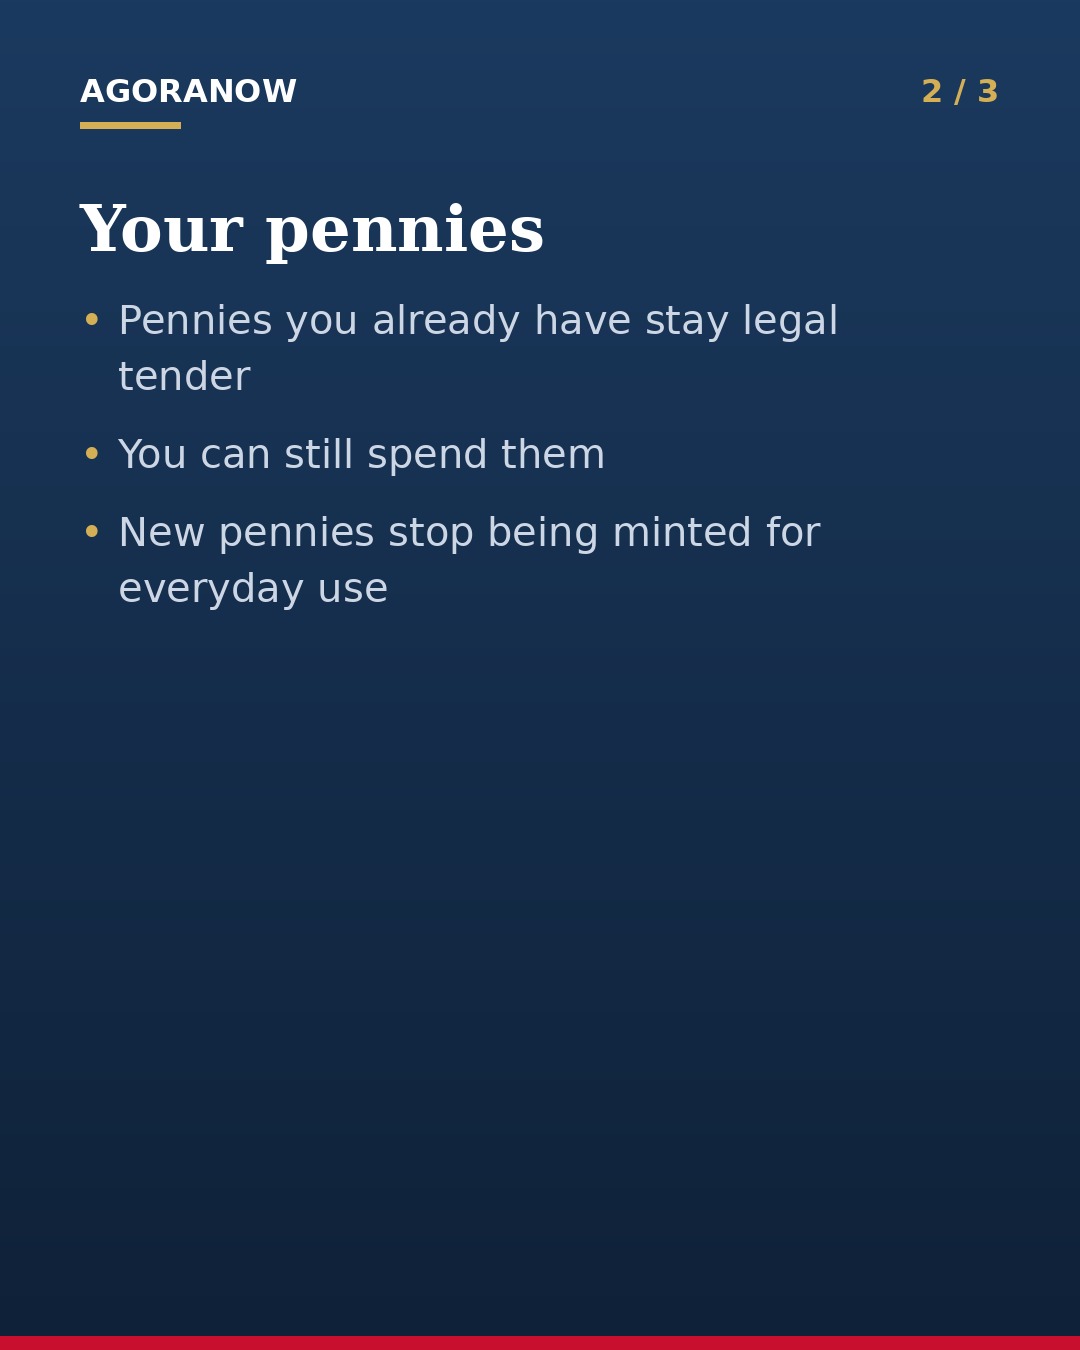 AGORANOW
2 / 3
Your pennies
• Pennies you already have stay legal
tender
• You can still spend them
• New pennies stop being minted for
everyday use